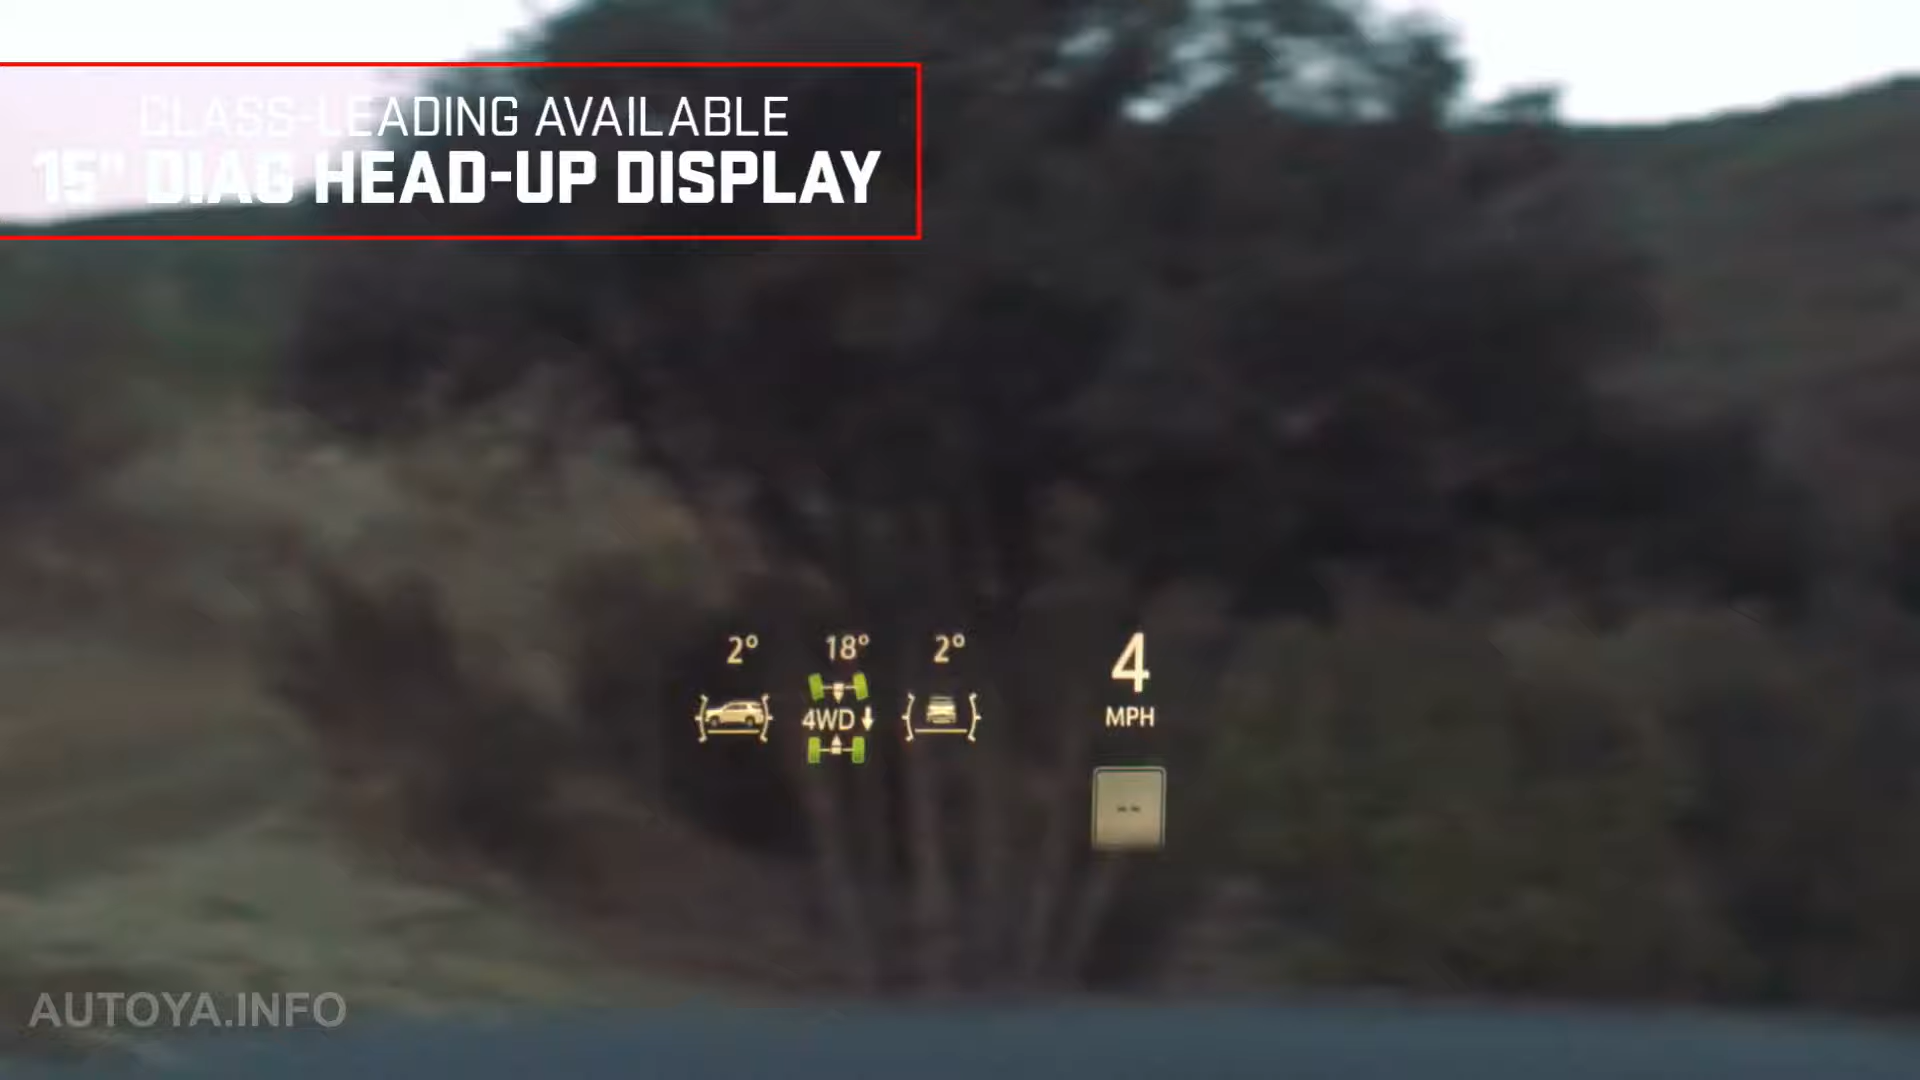 CLASS-LEADING AVAILABLE
15" DIAG HEAD-UP DISPLAY
2° 18° 2°
4WD↓
4
MPH
--
AUTOYA.INFO